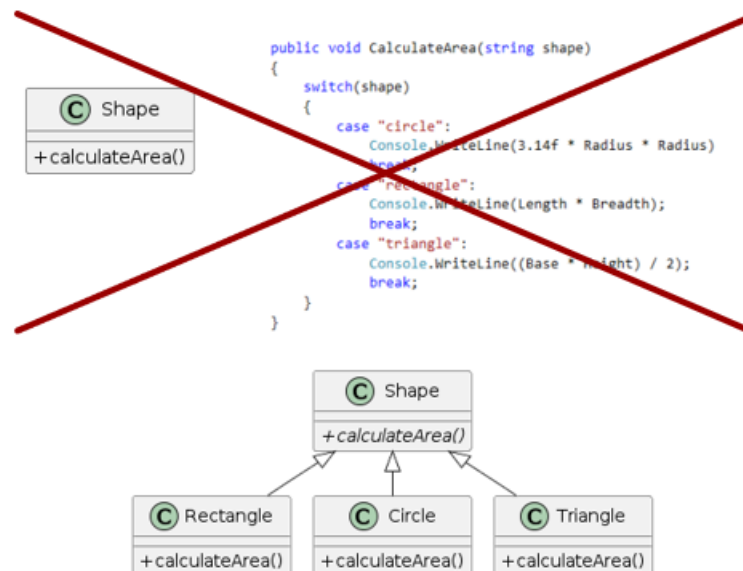 public void CalculateArea(string shape)
{
switch(shape)
{
case "circle":
Console.WriteLine(3.14f * Radius * Radius)
break;
case "rectangle":
Console.WriteLine(Length * Breadth);
break;
case "triangle":
Console.WriteLine((Base * Height) / 2);
break;
}
}
C Shape
+calculateArea()
C Shape
+calculateArea()
C Rectangle
+calculateArea()
C Circle
+calculateArea()
C Triangle
+calculateArea()